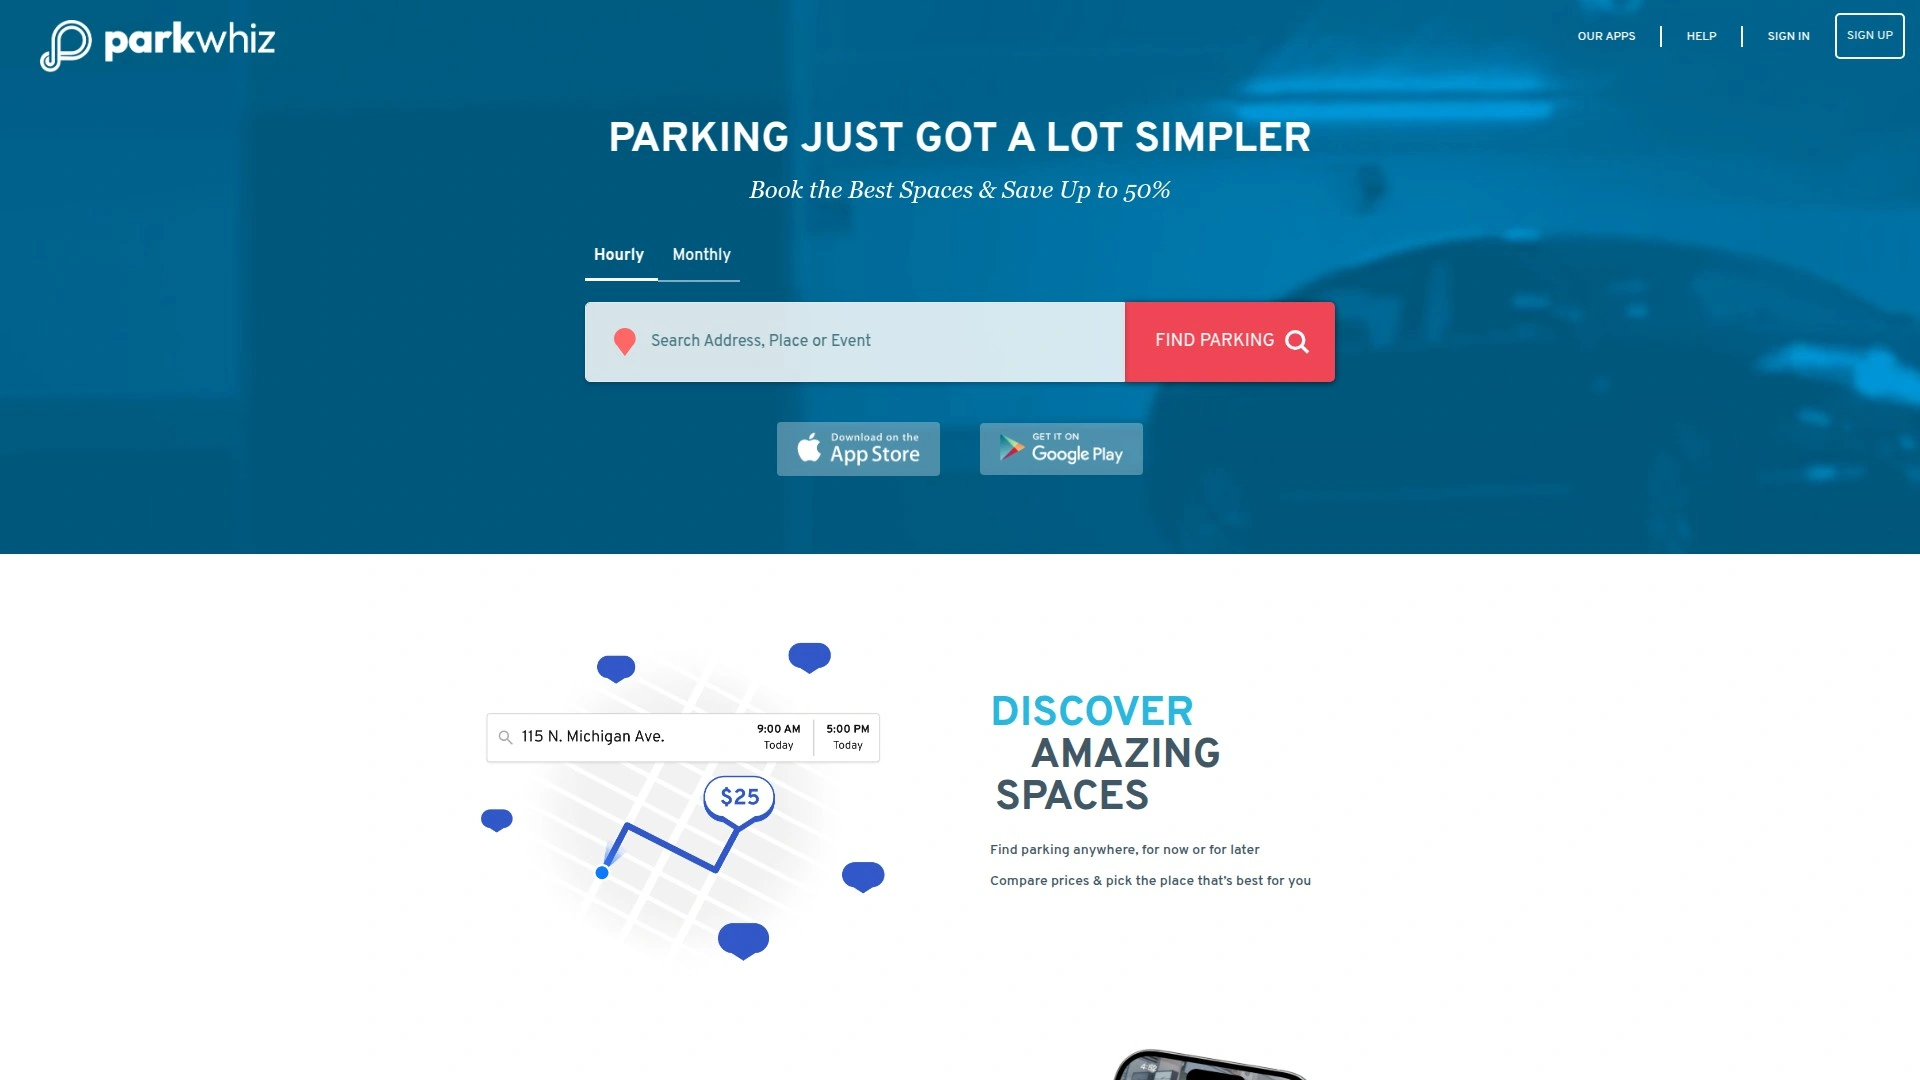 parkwhiz
OUR APPS
HELP
SIGN IN
SIGN UP
PARKING JUST GOT A LOT SIMPLER
Book the Best Spaces & Save Up to 50%
Hourly
Monthly
Search Address, Place or Event
FIND PARKING
Download on the
App Store
GET IT ON
Google Play
115 N. Michigan Ave.
9:00 AM
Today
5:00 PM
Today
$25
DISCOVER
AMAZING
SPACES
Find parking anywhere, for now or for later
Compare prices & pick the place that's best for you